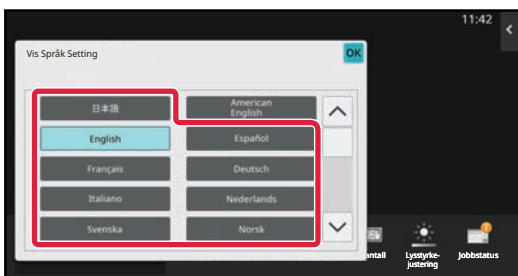 11:42
Vis Språk Setting
OK
日本語
American
English
English
Español
Français
Deutsch
Italiano
Nederlands
Svenska
Norsk
antall
Lysstyrke-
justering
Jobbstatus